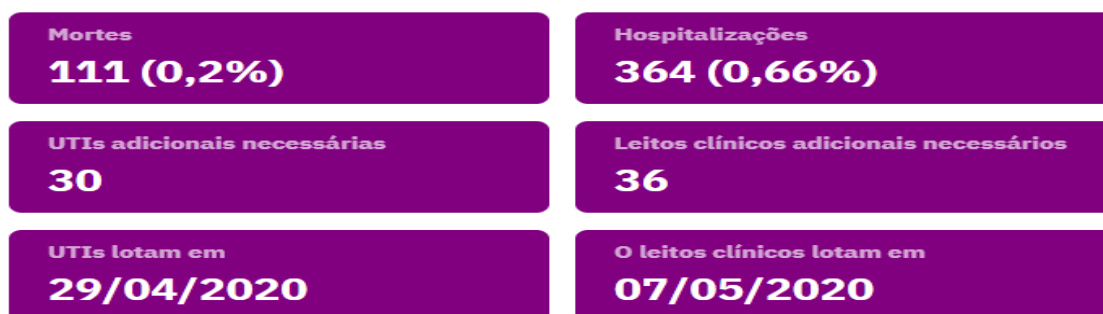 Mortes
111 (0,2%)
Hospitalizações
364 (0,66%)
UTIs adicionais necessárias
30
Leitos clínicos adicionais necessários
36
UTIs lotam em
29/04/2020
O leitos clínicos lotam em
07/05/2020